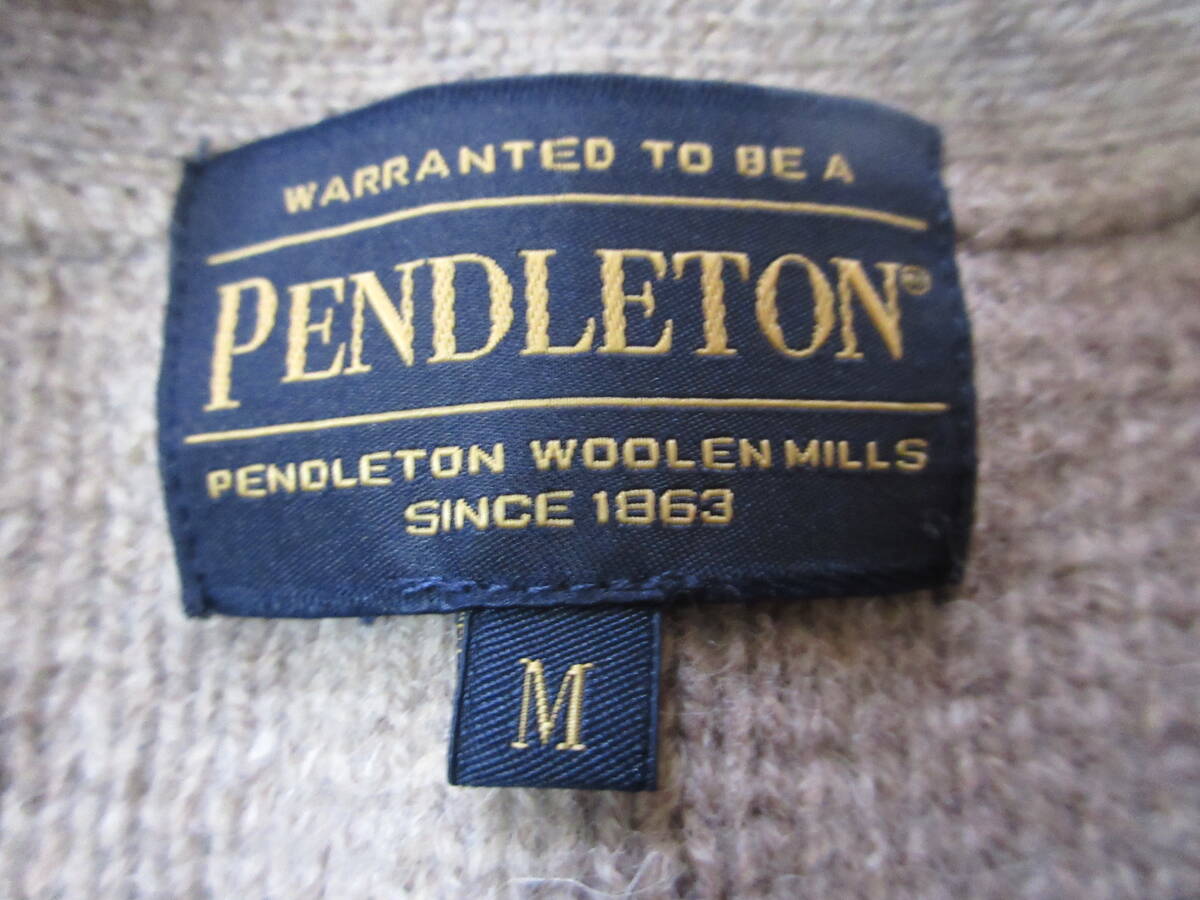 WARRANTED TO BE A
PENDLETON®
PENDLETON WOOLEN MILLS
SINCE 1863
M